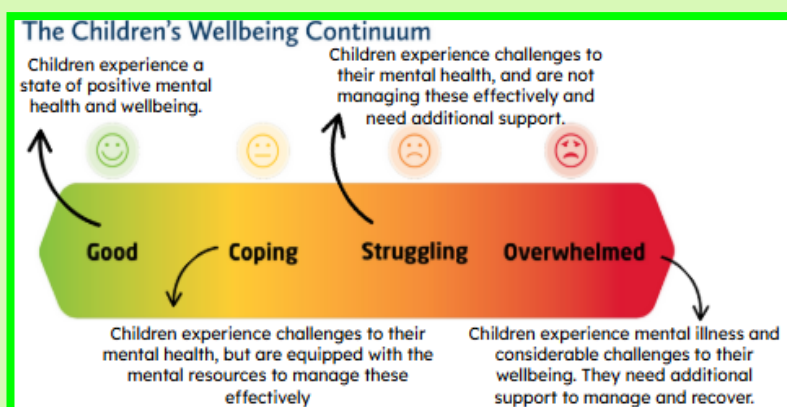 The Children's Wellbeing Continuum
Children experience a
state of positive mental
health and wellbeing.
Children experience challenges to
their mental health, and are not
managing these effectively and
need additional support.
Good
Coping
Struggling
Overwhelmed
Children experience challenges to their
mental health, but are equipped with the
mental resources to manage these
effectively
Children experience mental illness and
considerable challenges to their
wellbeing. They need additional
support to manage and recover.